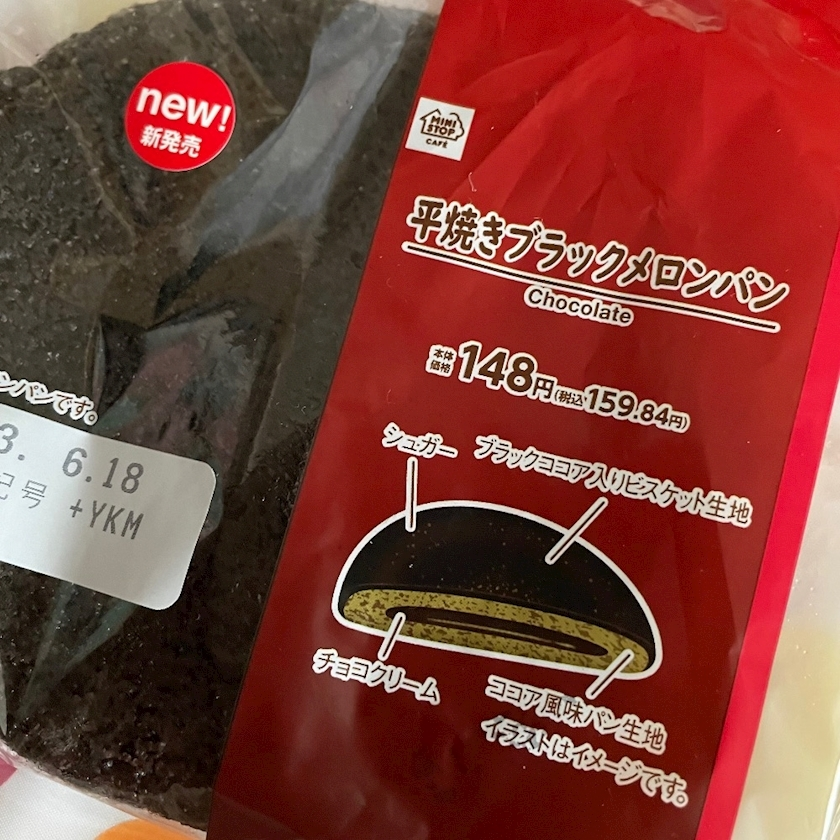 new!
新発売
MINI
STOP
CAFÉ
平焼きブラックメロンパン
Chocolate
本体
価格 148円(税込159.84円)
シュガー
ブラックココア入りビスケット生地
チョコクリーム
ココア風味パン生地
イラストはイメージです。
ンパンです。
3. 6.18
記号 +YKM